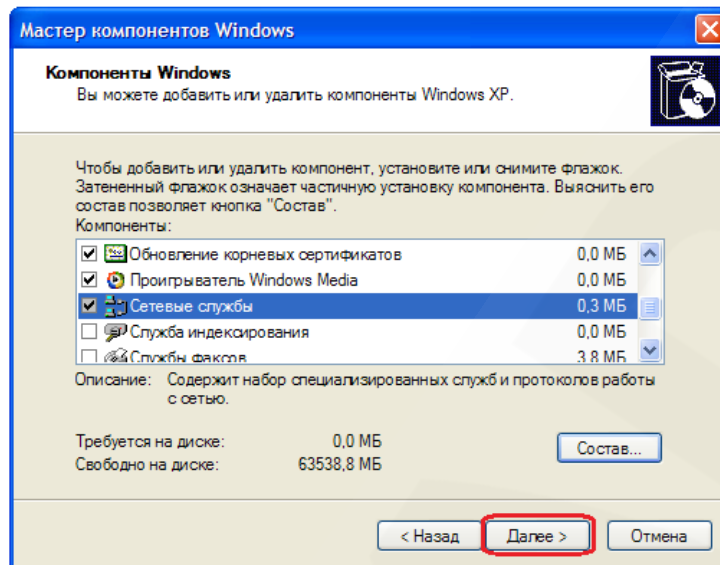 Мастер компонентов Windows
Компоненты Windows
Вы можете добавить или удалить компоненты Windows XP.
Чтобы добавить или удалить компонент, установите или снимите флажок.
Затененный флажок означает частичную установку компонента. Выяснить его
состав позволяет кнопка "Состав".
Компоненты:
Обновление корневых сертификатов 0,0 МБ
Проигрыватель Windows Media 0,0 МБ
Сетевые службы 0,3 МБ
Служба индексирования 0,0 МБ
Службы факсов 3,8 МБ
Описание: Содержит набор специализированных служб и протоколов работы
с сетью.
Требуется на диске: 0,0 МБ
Свободно на диске: 63538,8 МБ
Состав...
< Назад Далее > Отмена